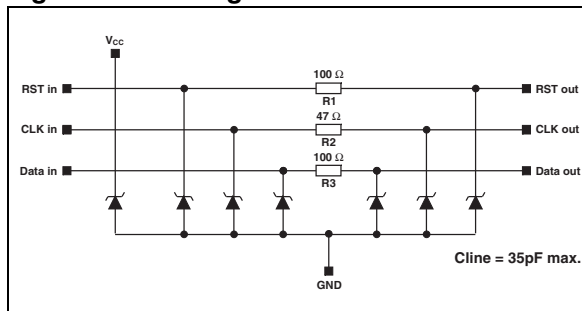 Vcc
100 Ω
RST in
RST out
R1
47 Ω
CLK in
CLK out
R2
100 Ω
Data in
Data out
R3
Cline = 35pF max.
GND